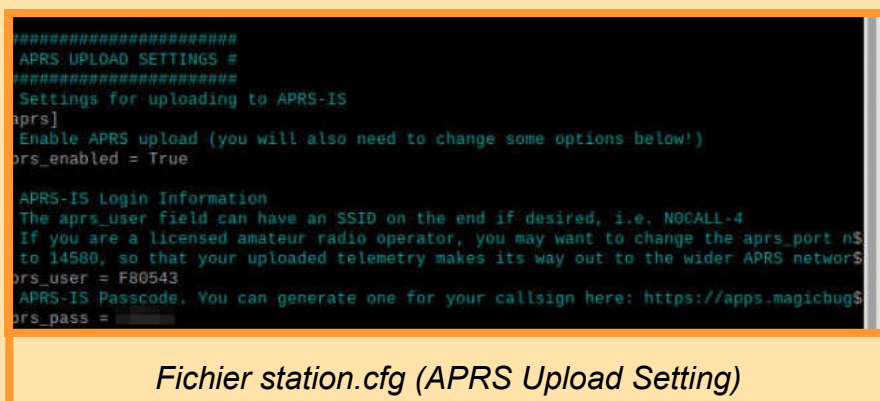 ########################
APRS UPLOAD SETTINGS #
########################
Settings for uploading to APRS-IS
aprs]
Enable APRS upload (you will also need to change some options below!)
prs_enabled = True
APRS-IS Login Information
The aprs_user field can have an SSID on the end if desired, i.e. N0CALL-4
If you are a licensed amateur radio operator, you may want to change the aprs_port n$
to 14580, so that your uploaded telemetry makes its way out to the wider APRS networ$
prs_user = F80543
APRS-IS Passcode. You can generate one for your callsign here: https://apps.magicbug$
prs_pass =
Fichier station.cfg (APRS Upload Setting)